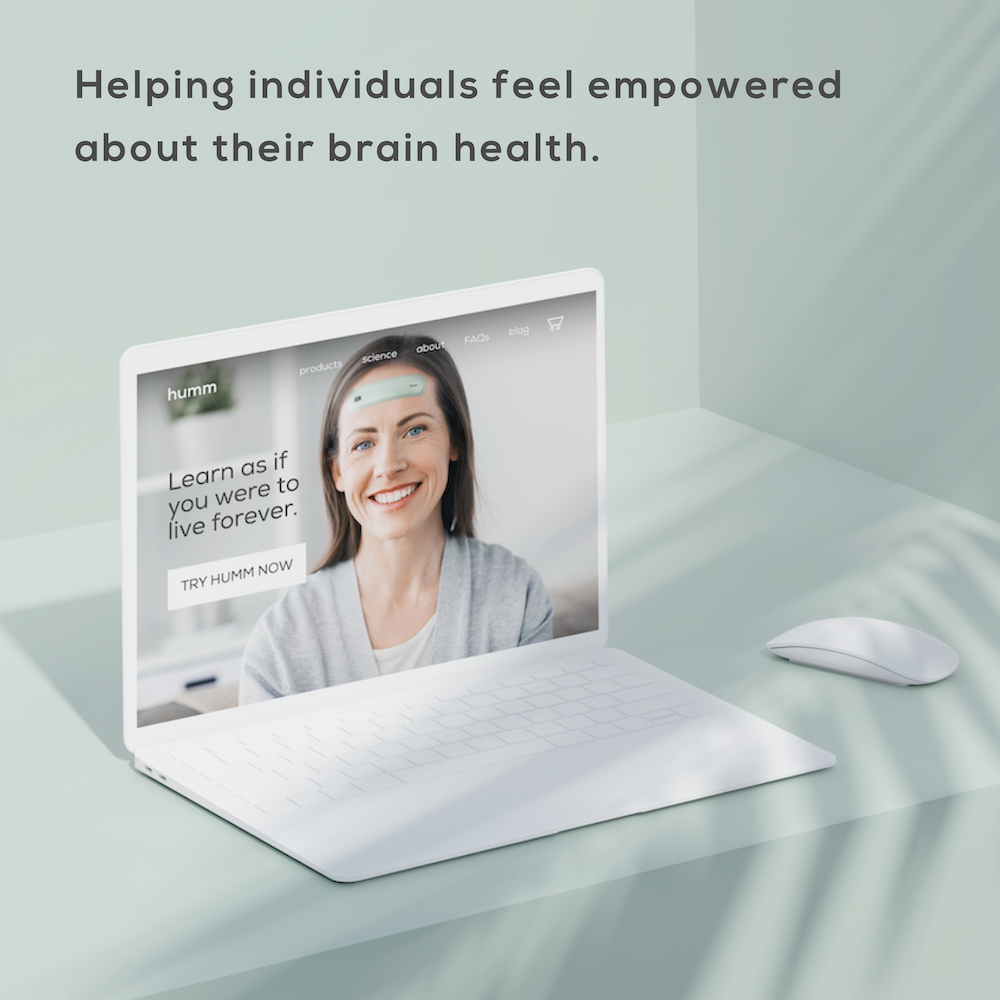 Helping individuals feel empowered
about their brain health.
humm
products science about FAQs blog
Learn as if
you were to
live forever.
TRY HUMM NOW